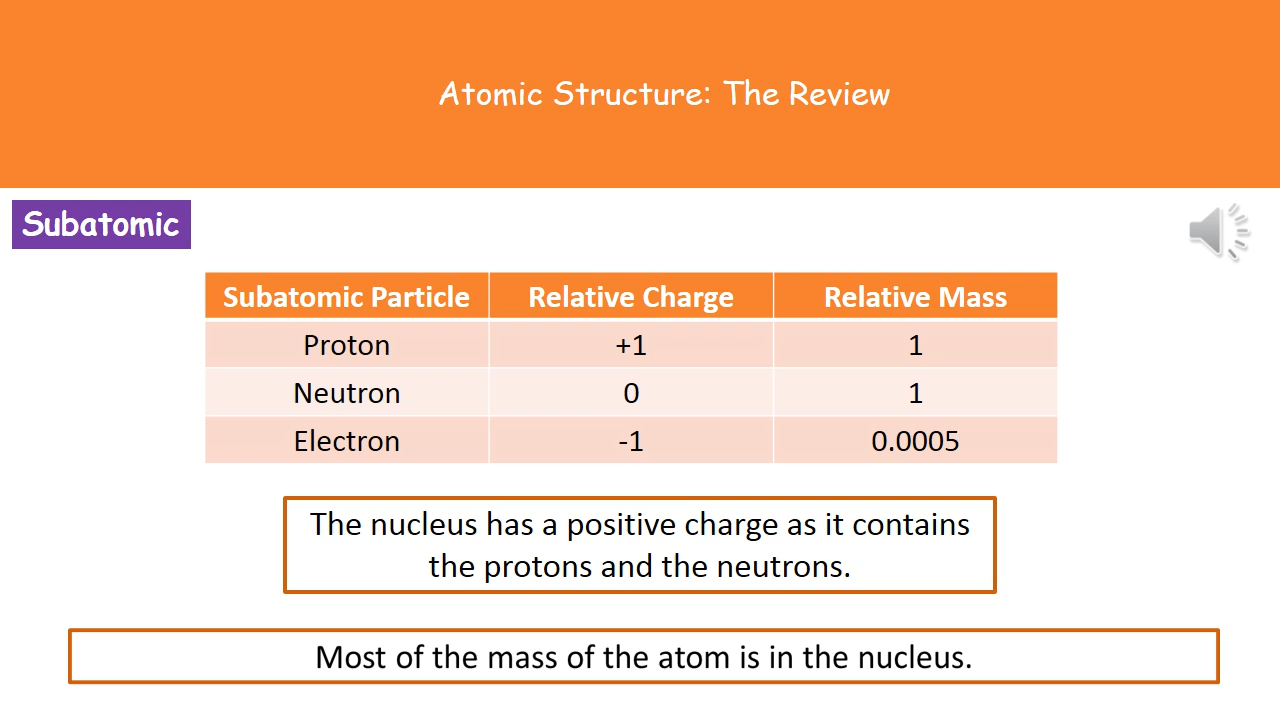 Atomic Structure: The Review
Subatomic
Subatomic Particle Relative Charge Relative Mass
Proton +1 1
Neutron 0 1
Electron -1 0.0005
The nucleus has a positive charge as it contains
the protons and the neutrons.
Most of the mass of the atom is in the nucleus.